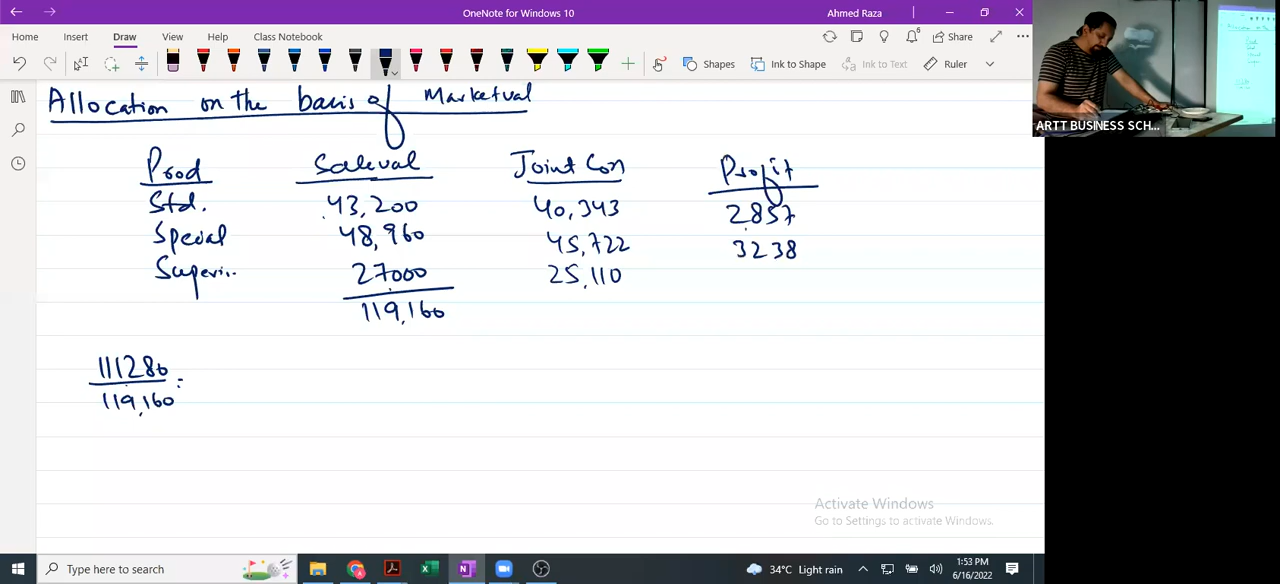 OneNote for Windows 10
Ahmed Raza
Home Insert Draw View Help Class Notebook
Share
Shapes Ink to Shape Ink to Text Ruler
Allocation on the basis of Marketval
Prod Saleval Joint Con Profit
Std. 43,200 40,343 2857
Special 48,960 45,722 3238
Superi.. 27000 25,110
119,160
111286
119,160 =
ARTT BUSINESS SCH...
Activate Windows
Go to Settings to activate Windows.
Type here to search
34°C Light rain
1:53 PM
6/16/2022